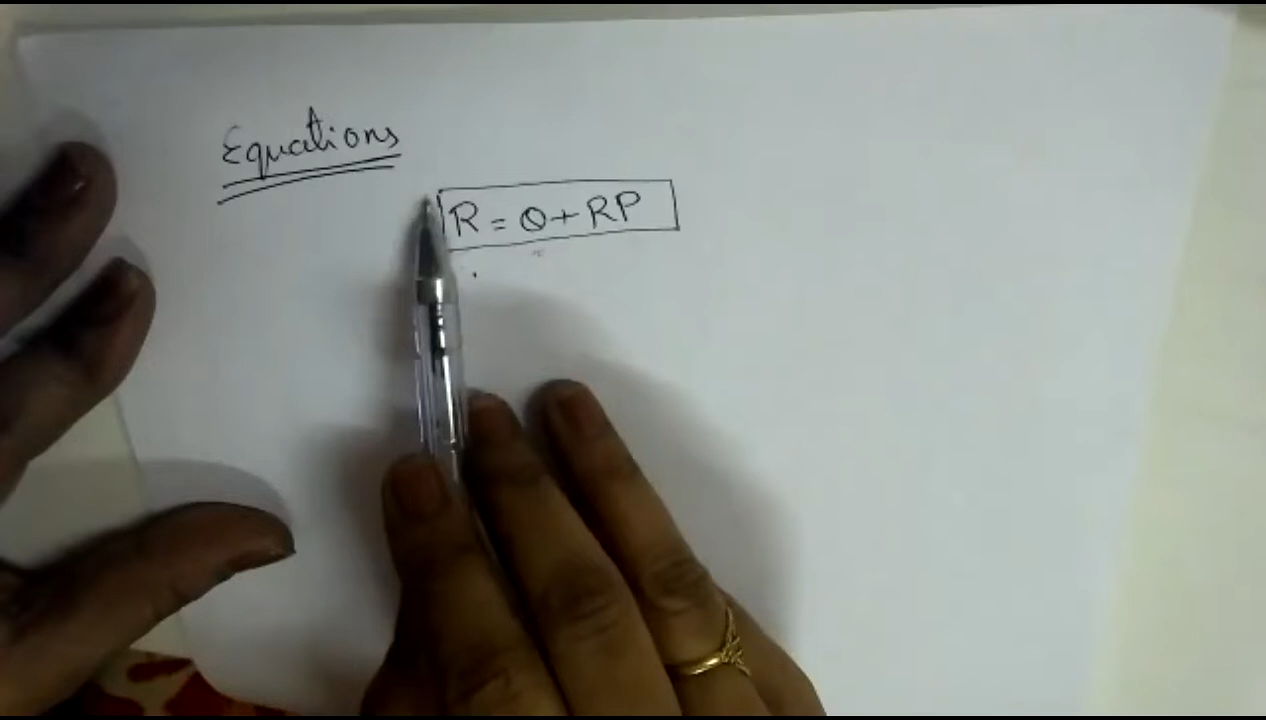 Equations
R = Q + RP